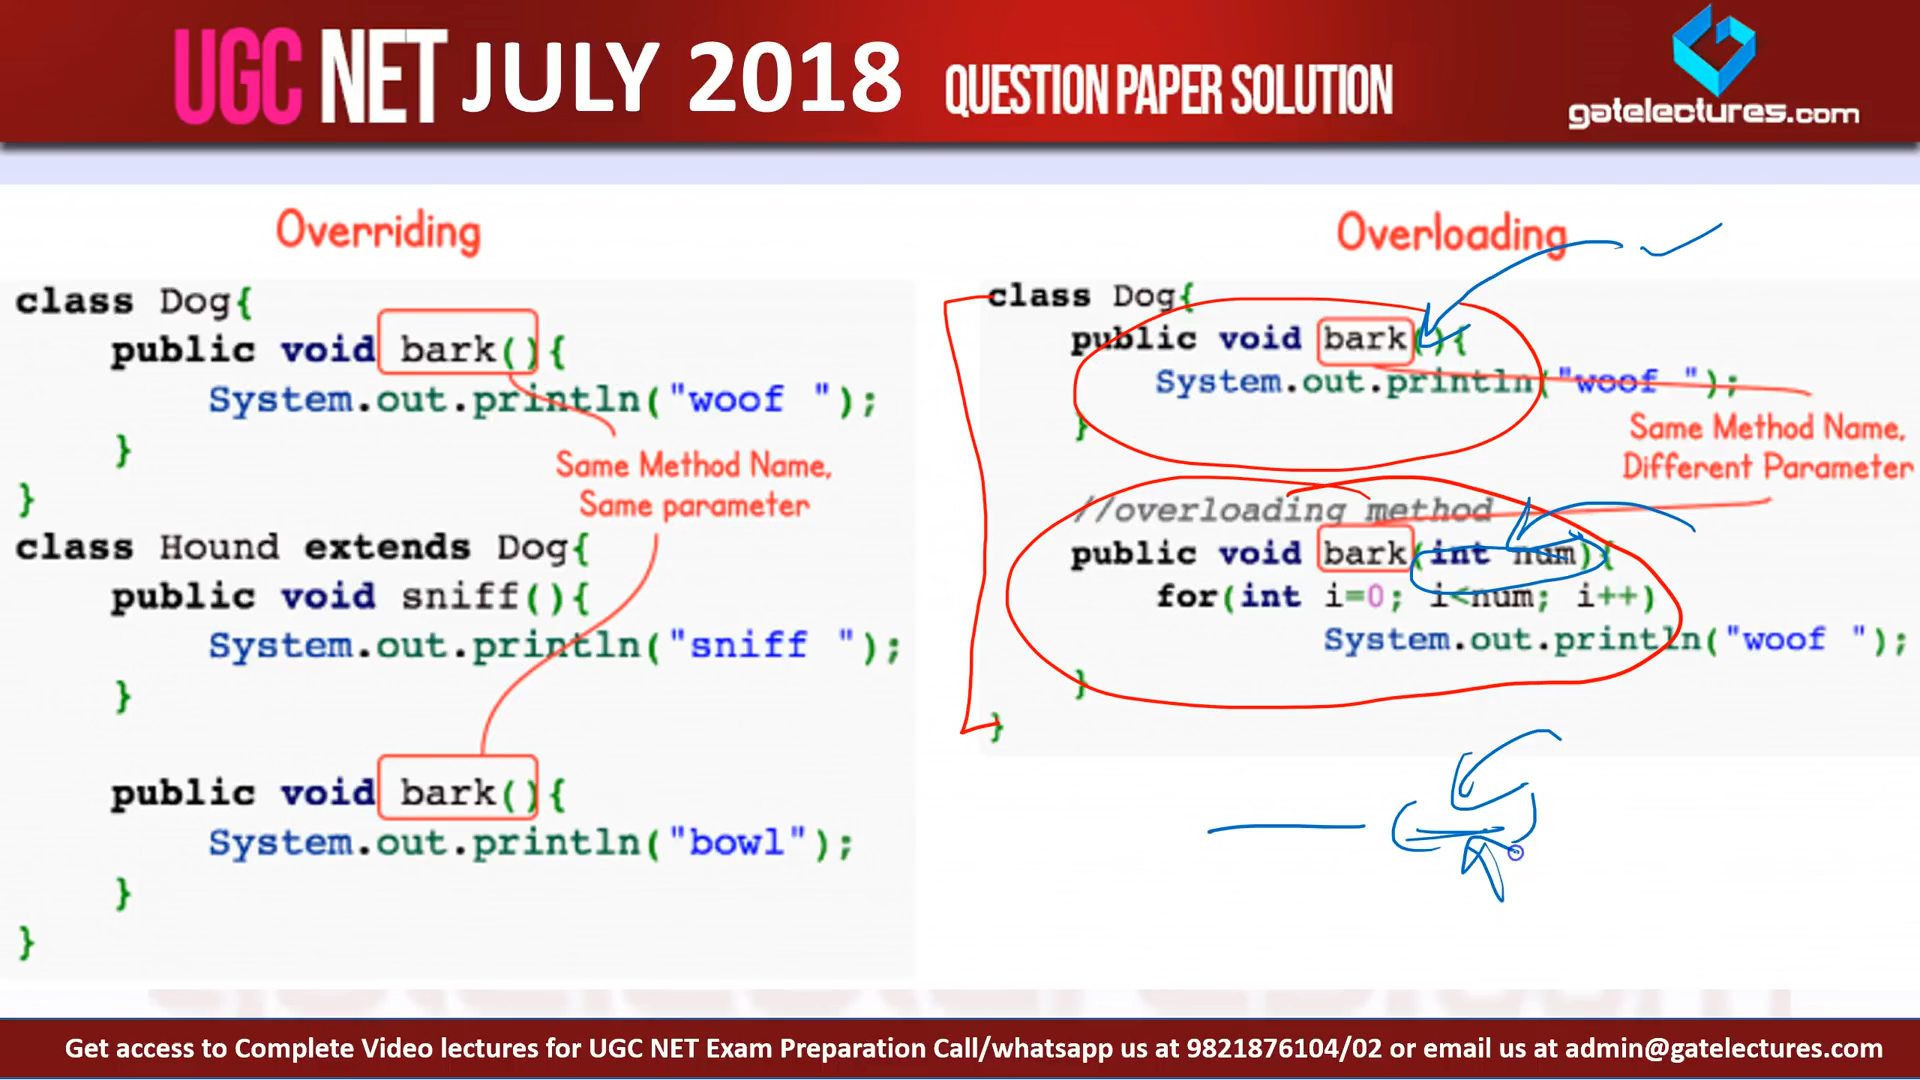 UGC NET JULY 2018 QUESTION PAPER SOLUTION
gatelectures.com
Overriding
class Dog{
public void bark(){
System.out.println("woof ");
}
}
class Hound extends Dog{
public void sniff(){
System.out.println("sniff ");
}
public void bark(){
System.out.println("bowl");
}
}
Same Method Name,
Same parameter
Overloading
class Dog{
public void bark(){
System.out.println("woof ");
}
//overloading method
public void bark(int num){
for(int i=0; i<num; i++)
System.out.println("woof ");
}
}
Same Method Name,
Different Parameter
Get access to Complete Video lectures for UGC NET Exam Preparation Call/whatsapp us at 9821876104/02 or email us at admin@gatelectures.com